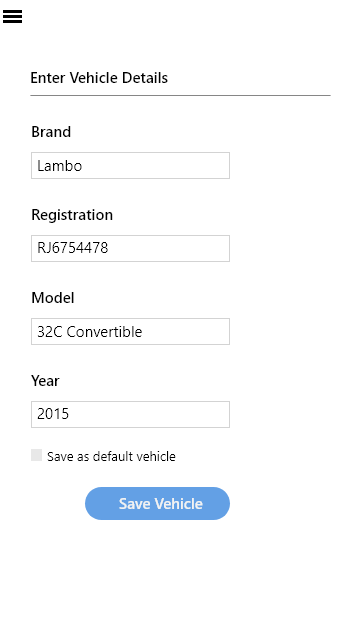 Enter Vehicle Details
Brand
Lambo
Registration
RJ6754478
Model
32C Convertible
Year
2015
Save as default vehicle
Save Vehicle